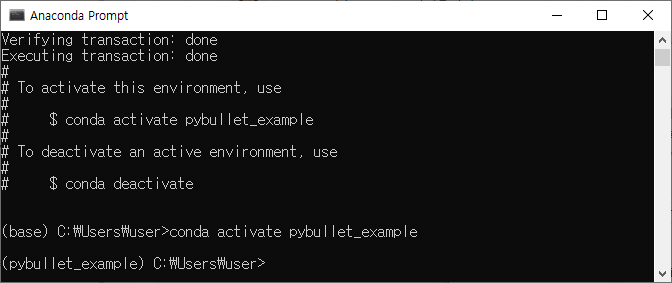 Anaconda Prompt
Verifying transaction: done
Executing transaction: done
#
# To activate this environment, use
#
#     $ conda activate pybullet_example
#
# To deactivate an active environment, use
#
#     $ conda deactivate
(base) C:₩Users₩user>conda activate pybullet_example
(pybullet_example) C:₩Users₩user>